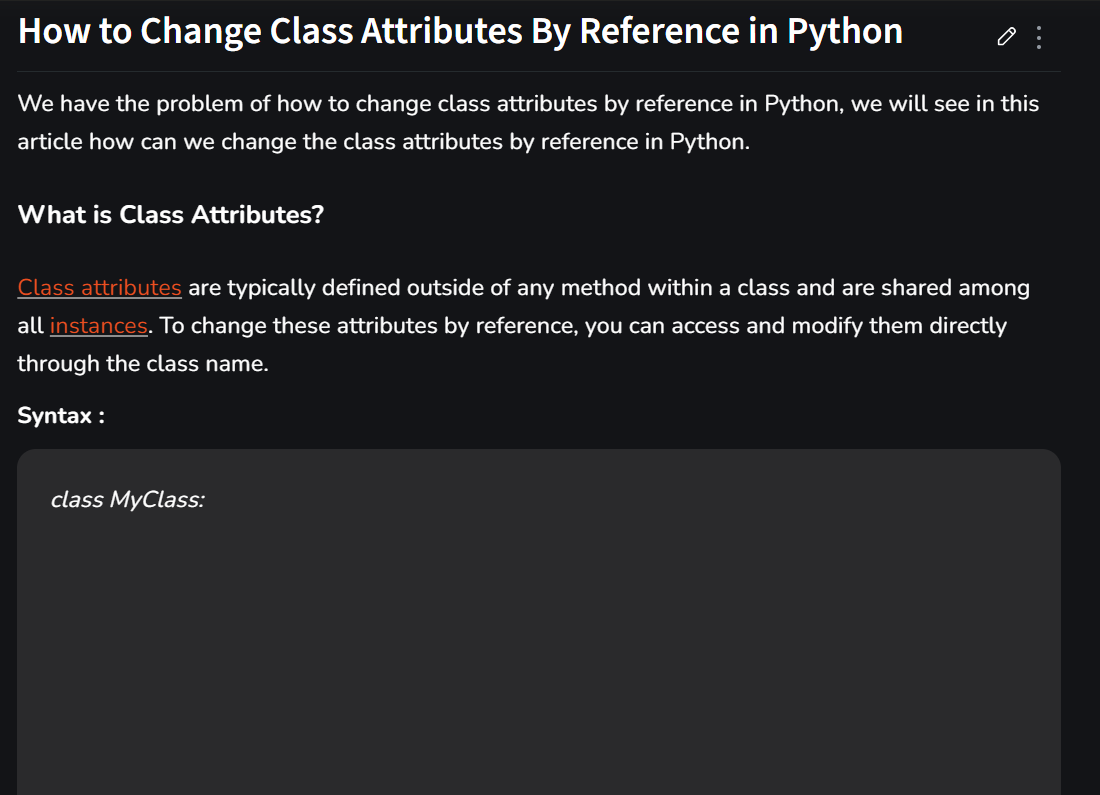 How to Change Class Attributes By Reference in Python
We have the problem of how to change class attributes by reference in Python, we will see in this
article how can we change the class attributes by reference in Python.
What is Class Attributes?
Class attributes are typically defined outside of any method within a class and are shared among
all instances. To change these attributes by reference, you can access and modify them directly
through the class name.
Syntax :
class MyClass: